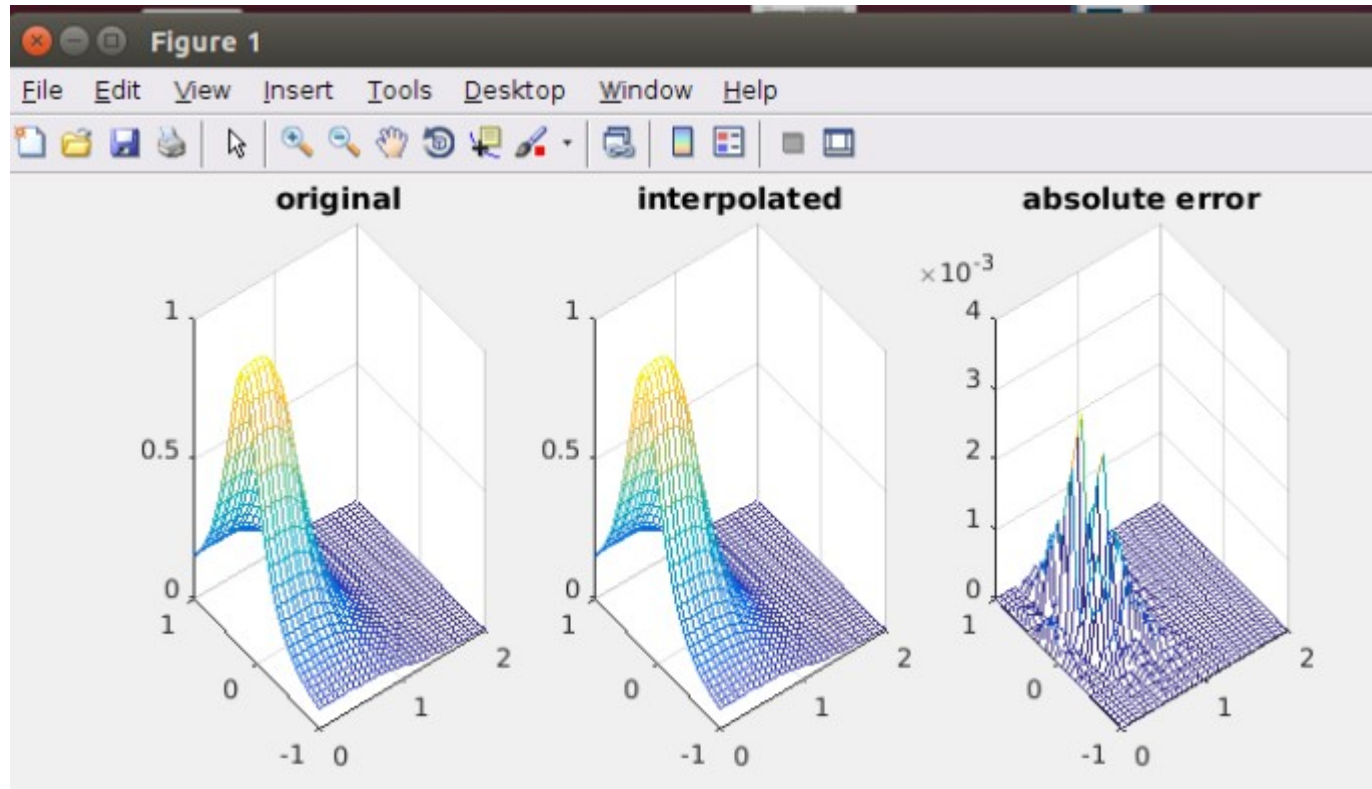 Figure 1
File Edit View Insert Tools Desktop Window Help
original interpolated absolute error
×10-3
1 1 4
3
0.5 0.5 2
1
0 0 0
1 1 1
2 2 2
0 0 0
1 1 1
-1 0 -1 0 -1 0